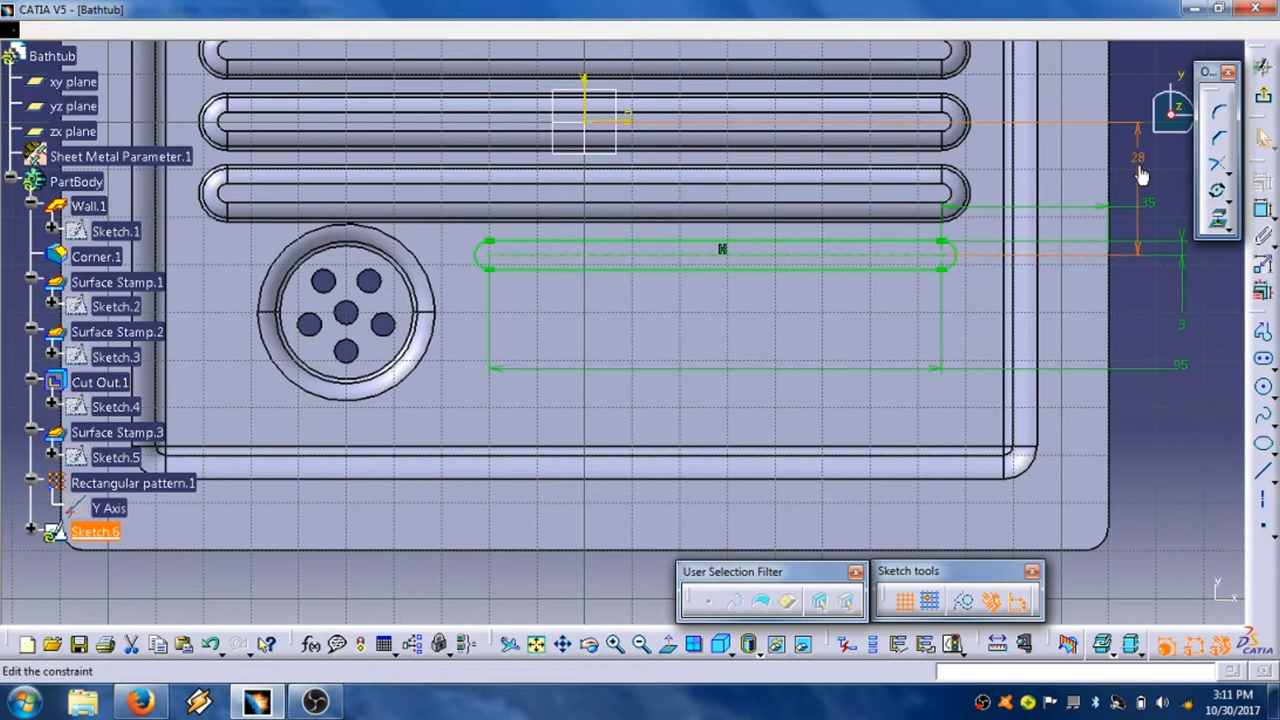 CATIA V5 - [Bathtub]
Bathtub
xy plane
yz plane
zx plane
Sheet Metal Parameter.1
PartBody
Wall.1
Sketch.1
Corner.1
Surface Stamp.1
Sketch.2
Surface Stamp.2
Sketch.3
Cut Out.1
Sketch.4
Surface Stamp.3
Sketch.5
Rectangular pattern.1
Y Axis
Sketch.6
H
28
35
3
95
y
z
O...
User Selection Filter
Sketch tools
f(x)
y
x
CATIA
Edit the constraint
3:11 PM
10/30/2017